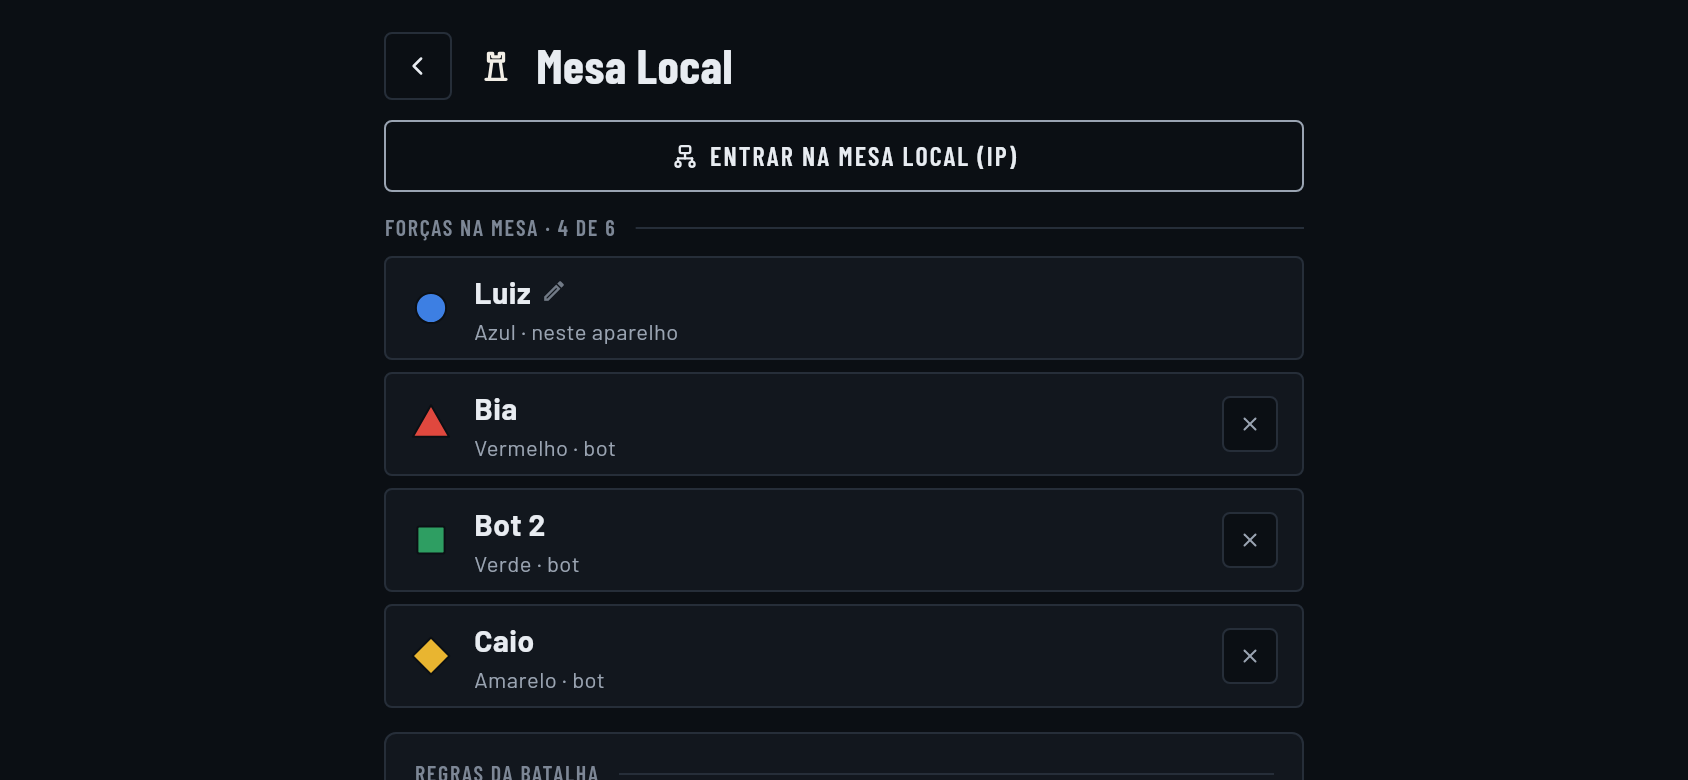 Mesa Local
ENTRAR NA MESA LOCAL (IP)
FORÇAS NA MESA · 4 DE 6
Luiz
Azul · neste aparelho
Bia
Vermelho · bot
Bot 2
Verde · bot
Caio
Amarelo · bot
REGRAS DA BATALHA